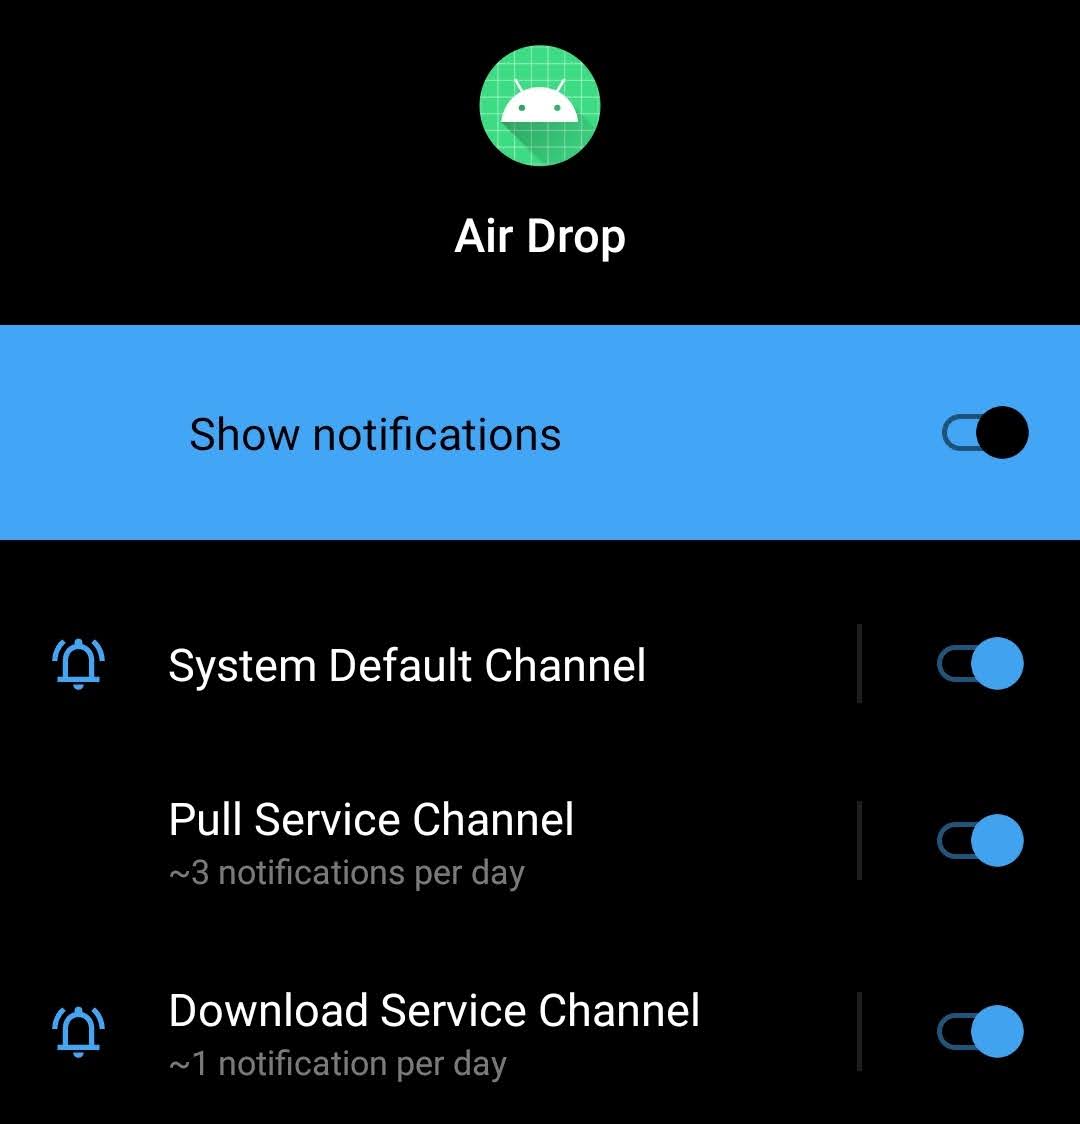 Air Drop
Show notifications
System Default Channel
Pull Service Channel
~3 notifications per day
Download Service Channel
~1 notification per day